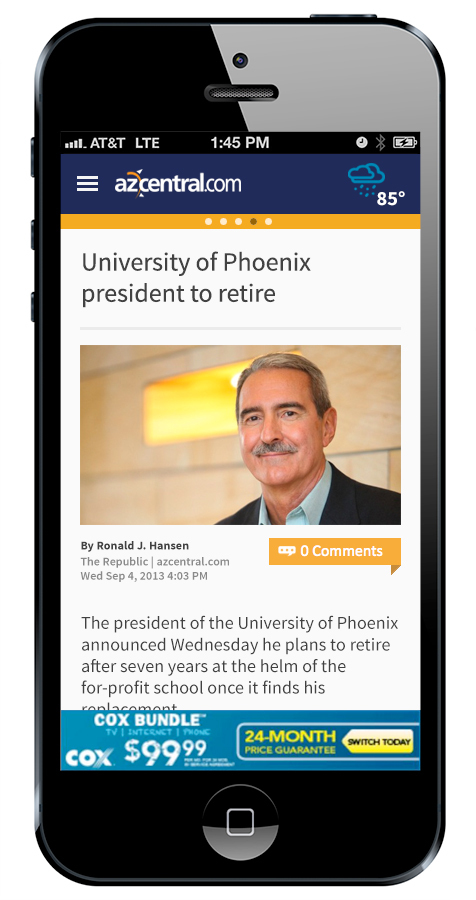 AT&T LTE 1:45 PM
azcentral.com
85°
University of Phoenix
president to retire
By Ronald J. Hansen
The Republic | azcentral.com
Wed Sep 4, 2013 4:03 PM
0 Comments
The president of the University of Phoenix
announced Wednesday he plans to retire
after seven years at the helm of the
for-profit school once it finds his
replacement
COX BUNDLE™
TV | INTERNET | PHONE
COX $99.99
24-MONTH
PRICE GUARANTEE
SWITCH TODAY